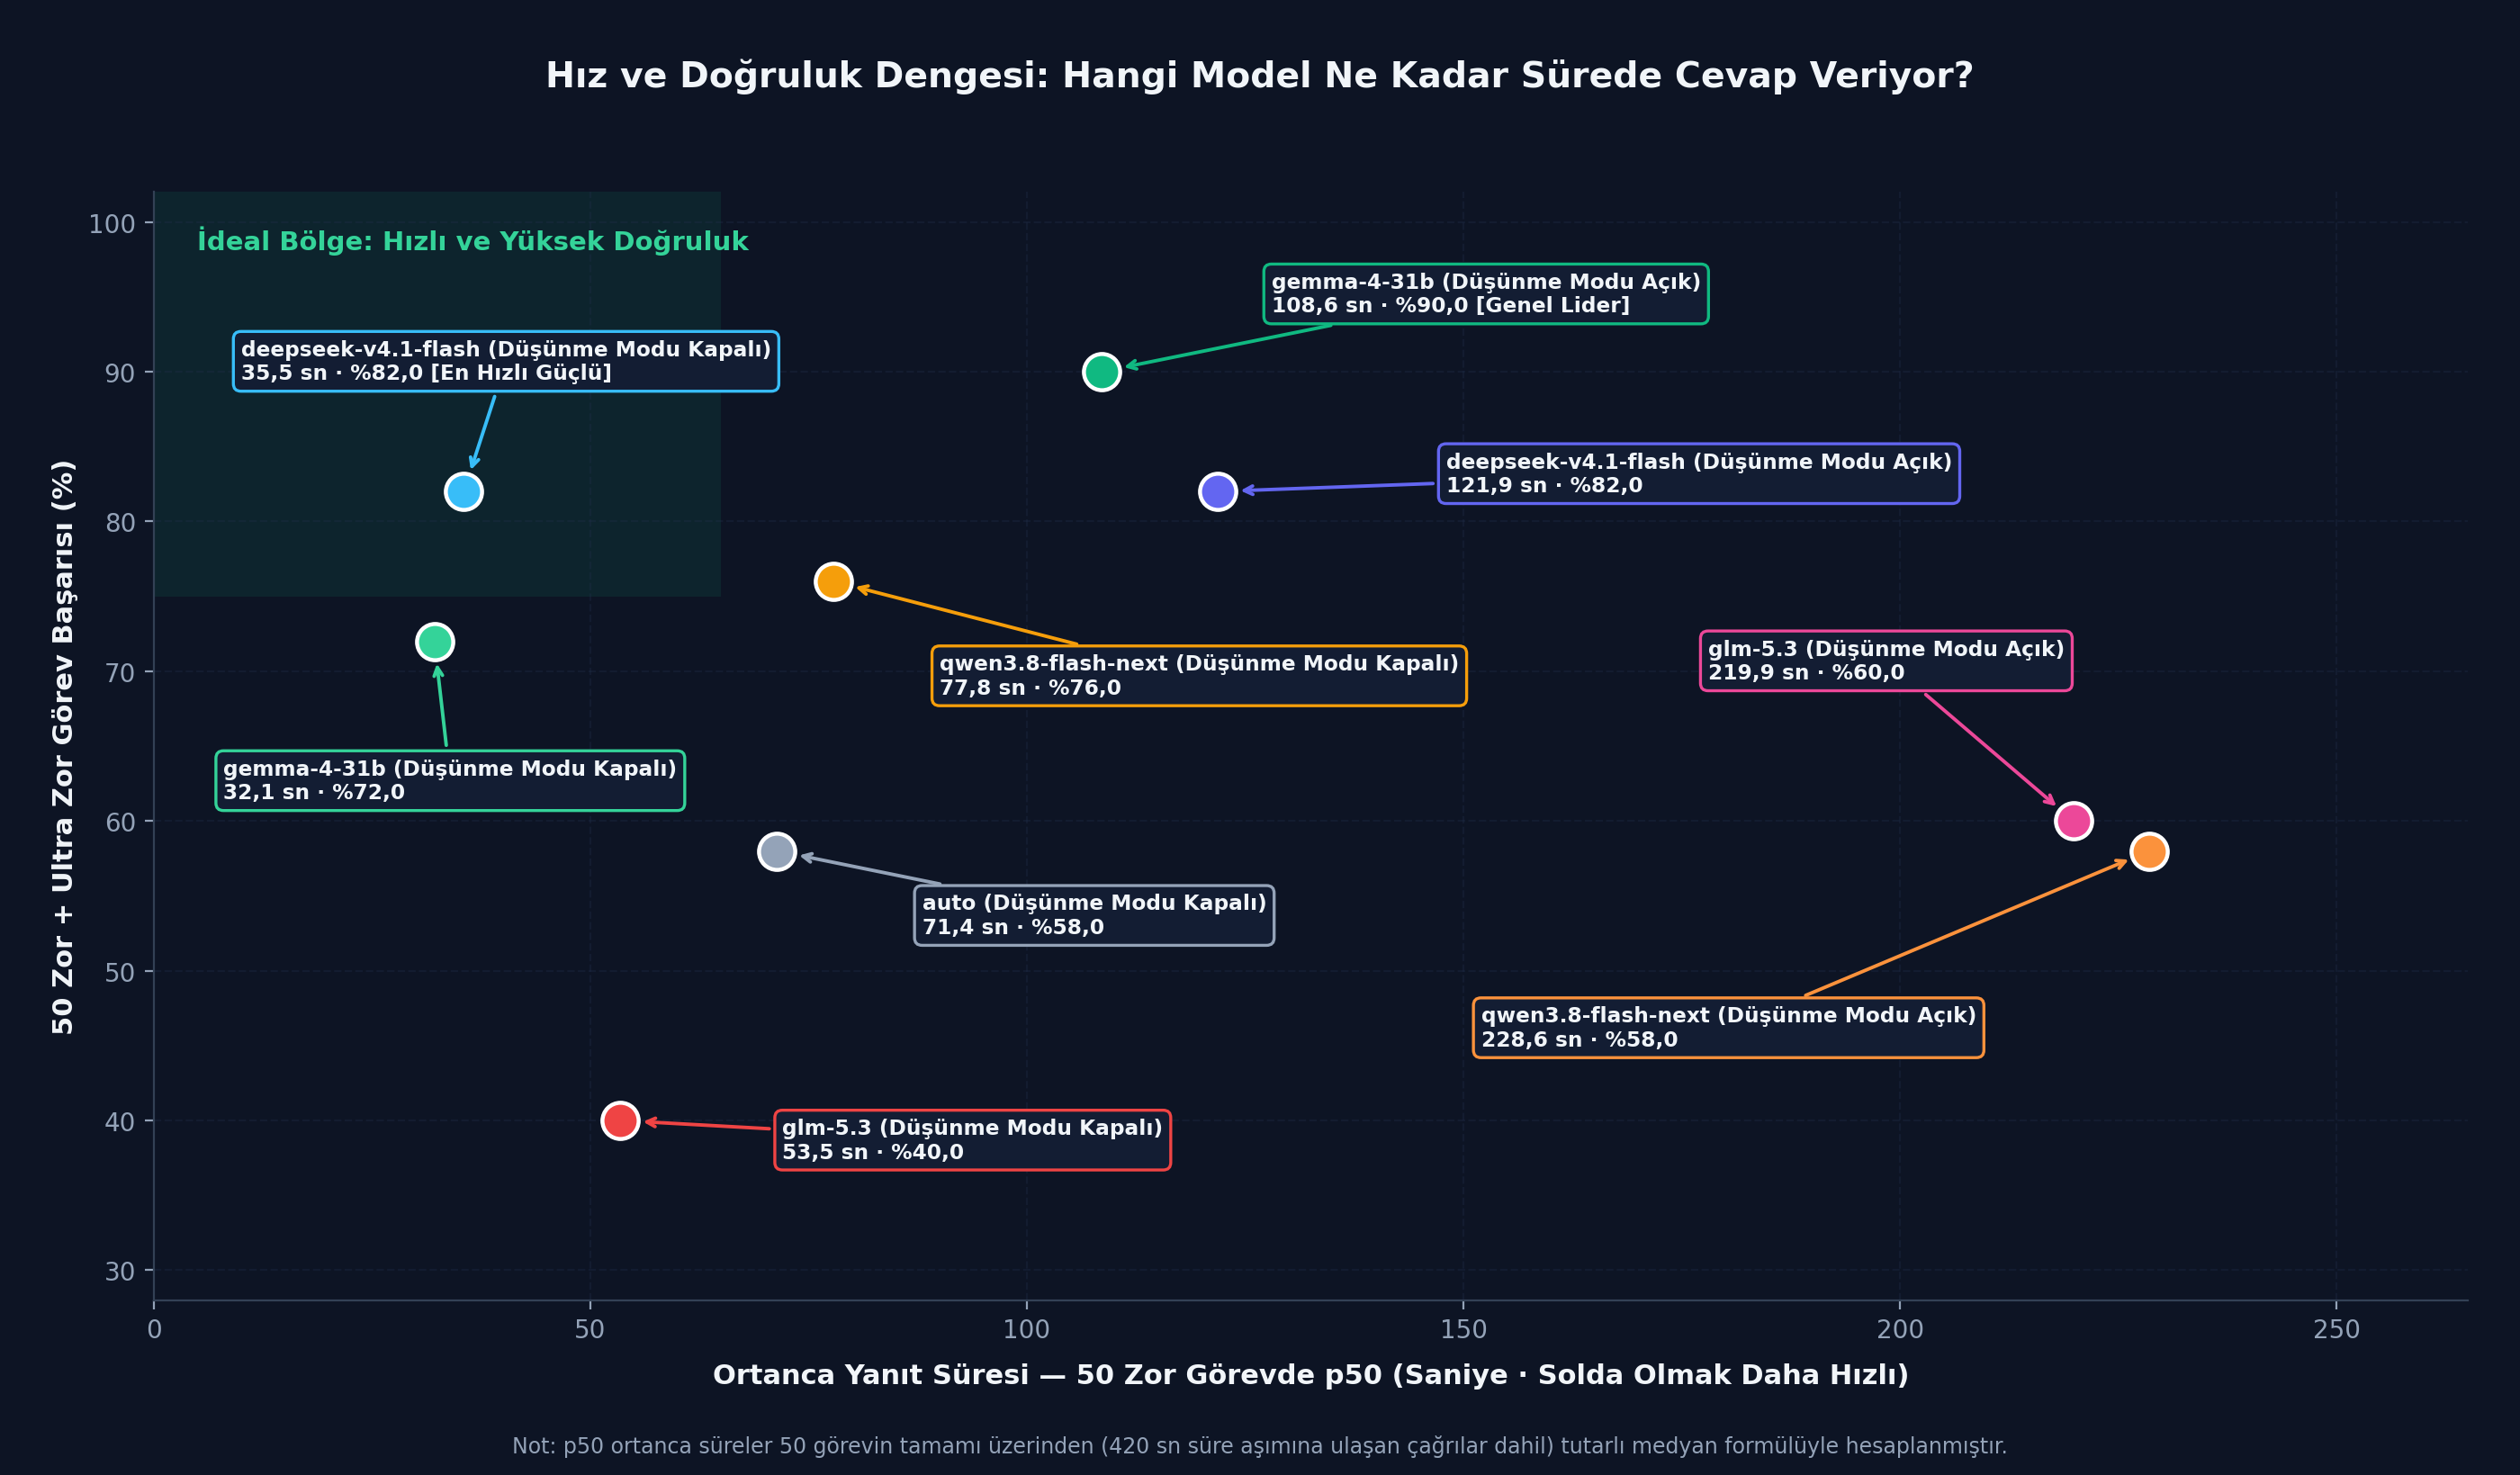 Hız ve Doğruluk Dengesi: Hangi Model Ne Kadar Sürede Cevap Veriyor?
50 Zor + Ultra Zor Görev Başarısı (%)
100
90
80
70
60
50
40
30
İdeal Bölge: Hızlı ve Yüksek Doğruluk
gemma-4-31b (Düşünme Modu Açık)
108,6 sn · %90,0 [Genel Lider]
deepseek-v4.1-flash (Düşünme Modu Kapalı)
35,5 sn · %82,0 [En Hızlı Güçlü]
deepseek-v4.1-flash (Düşünme Modu Açık)
121,9 sn · %82,0
qwen3.8-flash-next (Düşünme Modu Kapalı)
77,8 sn · %76,0
glm-5.3 (Düşünme Modu Açık)
219,9 sn · %60,0
gemma-4-31b (Düşünme Modu Kapalı)
32,1 sn · %72,0
auto (Düşünme Modu Kapalı)
71,4 sn · %58,0
qwen3.8-flash-next (Düşünme Modu Açık)
228,6 sn · %58,0
glm-5.3 (Düşünme Modu Kapalı)
53,5 sn · %40,0
0
50
100
150
200
250
Ortanca Yanıt Süresi — 50 Zor Görevde p50 (Saniye · Solda Olmak Daha Hızlı)
Not: p50 ortanca süreler 50 görevin tamamı üzerinden (420 sn süre aşımına ulaşan çağrılar dahil) tutarlı medyan formülüyle hesaplanmıştır.